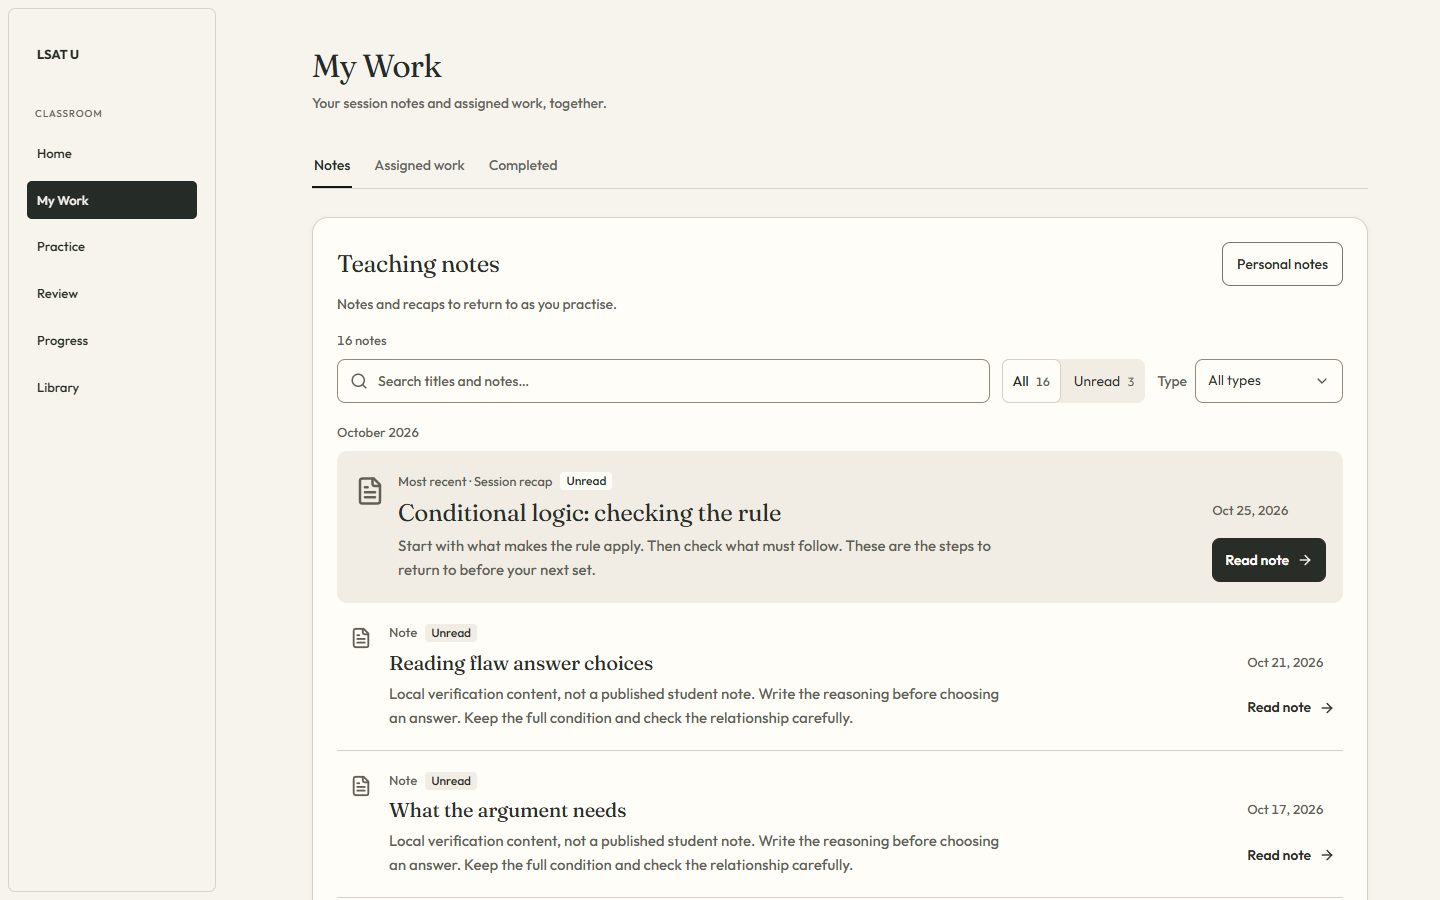 LSAT U
CLASSROOM
Home
My Work
Practice
Review
Progress
Library
My Work
Your session notes and assigned work, together.
Notes Assigned work Completed
Teaching notes
Personal notes
Notes and recaps to return to as you practise.
16 notes
Search titles and notes...
All 16 Unread 3 Type All types
October 2026
Most recent · Session recap Unread
Conditional logic: checking the rule
Oct 25, 2026
Start with what makes the rule apply. Then check what must follow. These are the steps to
return to before your next set.
Read note
Note Unread
Reading flaw answer choices
Oct 21, 2026
Local verification content, not a published student note. Write the reasoning before choosing
an answer. Keep the full condition and check the relationship carefully.
Read note
Note Unread
What the argument needs
Oct 17, 2026
Local verification content, not a published student note. Write the reasoning before choosing
an answer. Keep the full condition and check the relationship carefully.
Read note